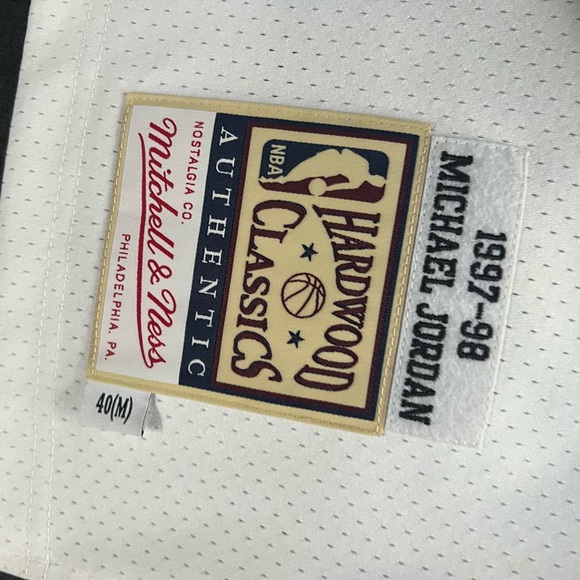 1997-98
MICHAEL JORDAN
NBA
HARDWOOD
CLASSICS
AUTHENTIC
NOSTALGIA CO.
Mitchell & Ness
PHILADELPHIA, PA.
40(M)